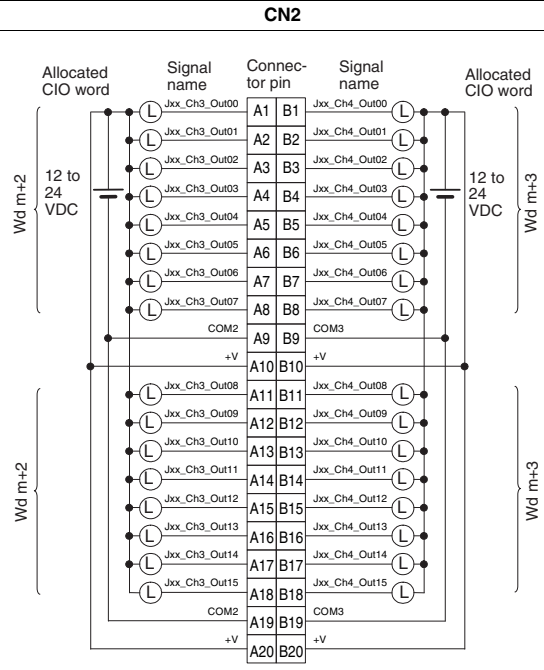 CN2
Allocated
CIO word
Signal
name
Connec-
tor pin
Signal
name
Allocated
CIO word
Wd m+2
12 to
24
VDC
12 to
24
VDC
Wd m+3
L Jxx_Ch3_Out00 A1 B1 Jxx_Ch4_Out00 L
L Jxx_Ch3_Out01 A2 B2 Jxx_Ch4_Out01 L
L Jxx_Ch3_Out02 A3 B3 Jxx_Ch4_Out02 L
L Jxx_Ch3_Out03 A4 B4 Jxx_Ch4_Out03 L
L Jxx_Ch3_Out04 A5 B5 Jxx_Ch4_Out04 L
L Jxx_Ch3_Out05 A6 B6 Jxx_Ch4_Out05 L
L Jxx_Ch3_Out06 A7 B7 Jxx_Ch4_Out06 L
L Jxx_Ch3_Out07 A8 B8 Jxx_Ch4_Out07 L
COM2 A9 B9 COM3
+V A10 B10 +V
Wd m+2
Wd m+3
L Jxx_Ch3_Out08 A11 B11 Jxx_Ch4_Out08 L
L Jxx_Ch3_Out09 A12 B12 Jxx_Ch4_Out09 L
L Jxx_Ch3_Out10 A13 B13 Jxx_Ch4_Out10 L
L Jxx_Ch3_Out11 A14 B14 Jxx_Ch4_Out11 L
L Jxx_Ch3_Out12 A15 B15 Jxx_Ch4_Out12 L
L Jxx_Ch3_Out13 A16 B16 Jxx_Ch4_Out13 L
L Jxx_Ch3_Out14 A17 B17 Jxx_Ch4_Out14 L
L Jxx_Ch3_Out15 A18 B18 Jxx_Ch4_Out15 L
COM2 A19 B19 COM3
+V A20 B20 +V